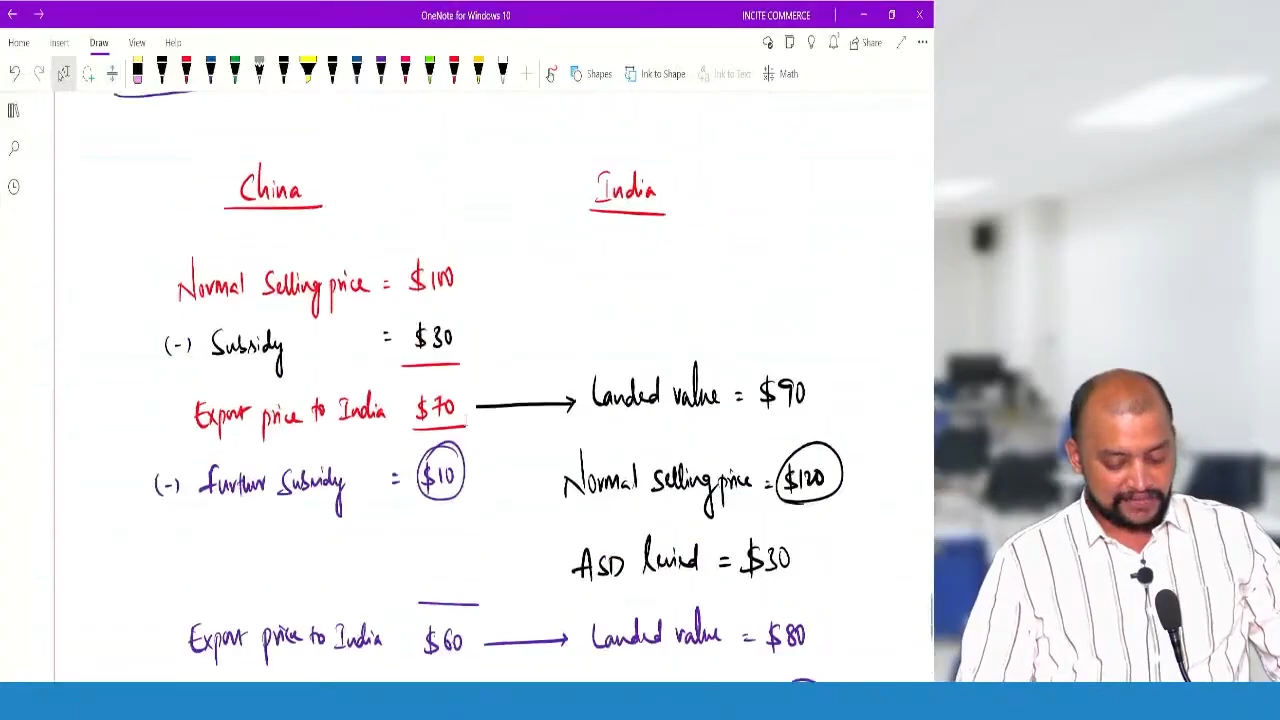 OneNote for Windows 10
INCITE COMMERCE
Home Insert Draw View Help
Share
Shapes
Ink to Shape
Ink to Text
Math
China
India
Normal Selling price = $100
(-) Subsidy = $30
Export price to India $70
Landed value = $90
(-) further Subsidy = $10
Normal selling price = $120
ASD levied = $30
Export price to India $60
Landed value = $80